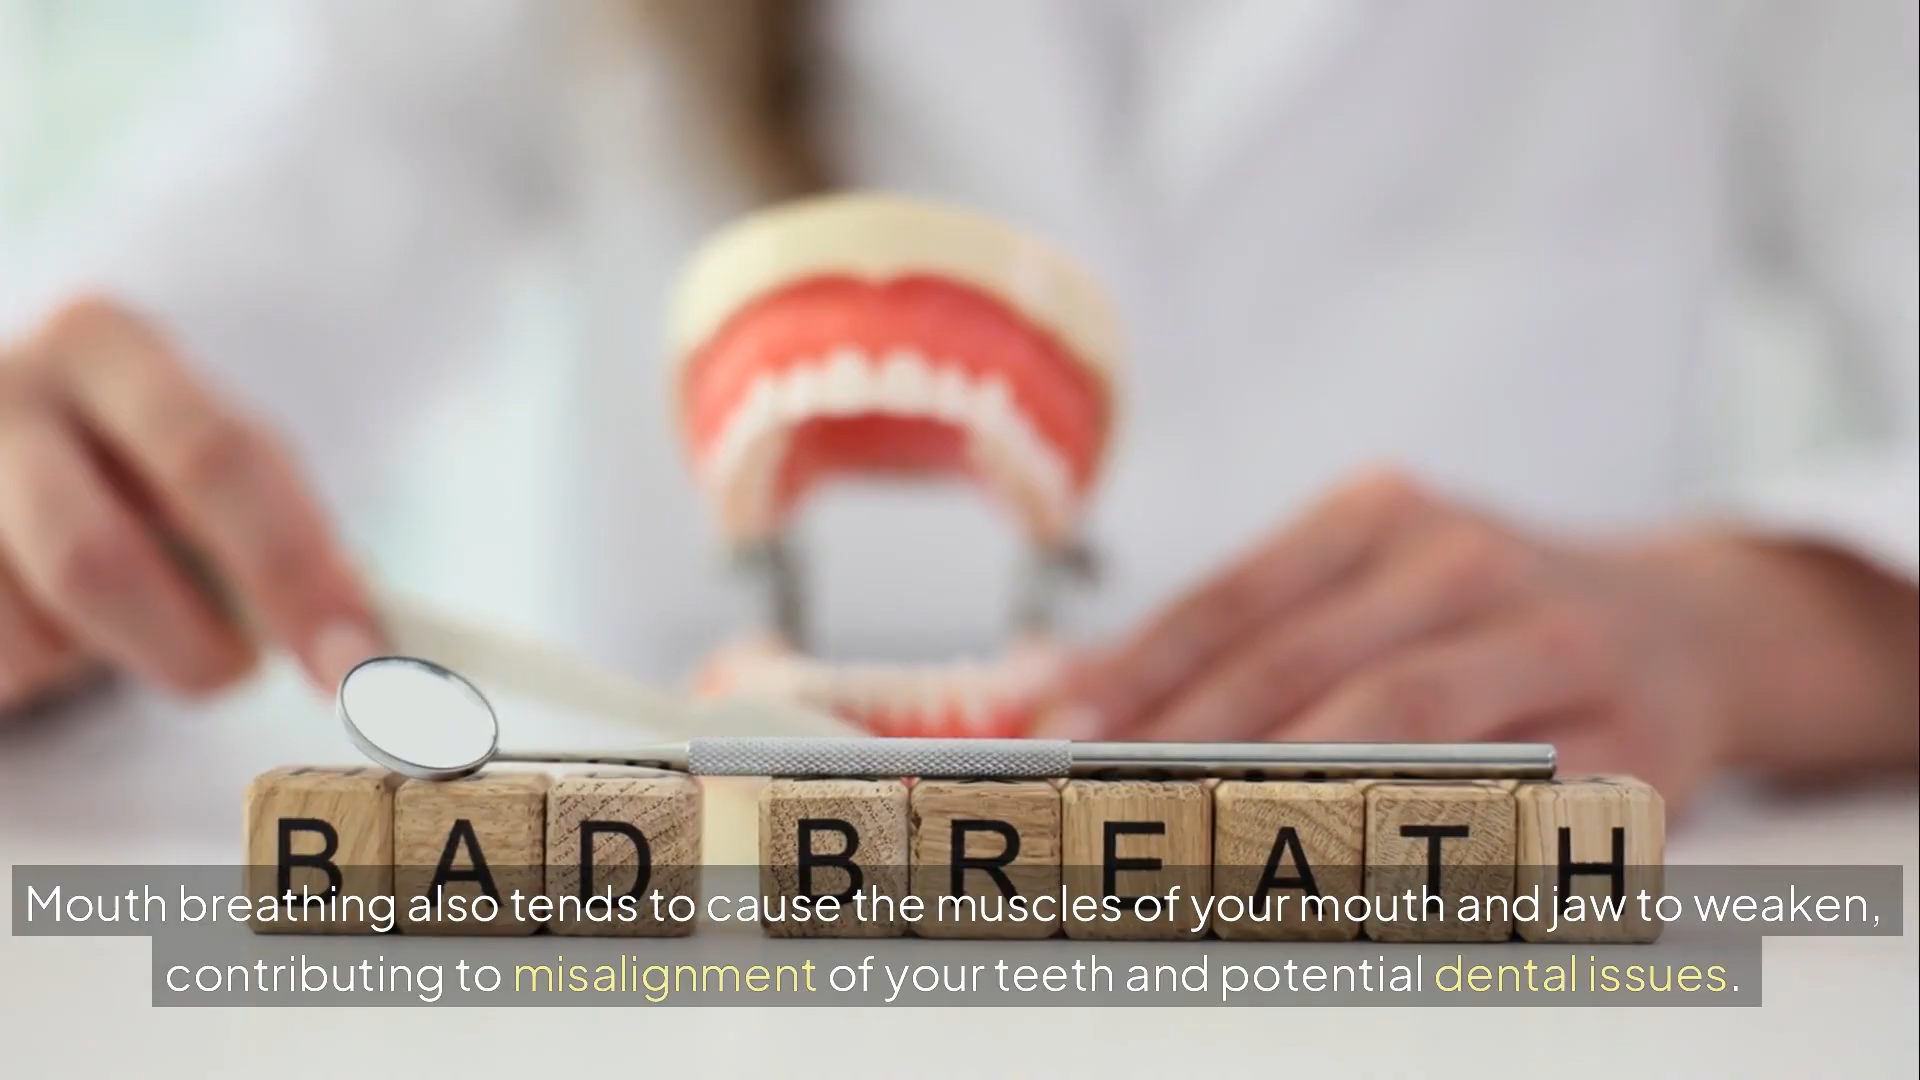 BAD BREATH
Mouth breathing also tends to cause the muscles of your mouth and jaw to weaken,
contributing to misalignment of your teeth and potential dental issues.